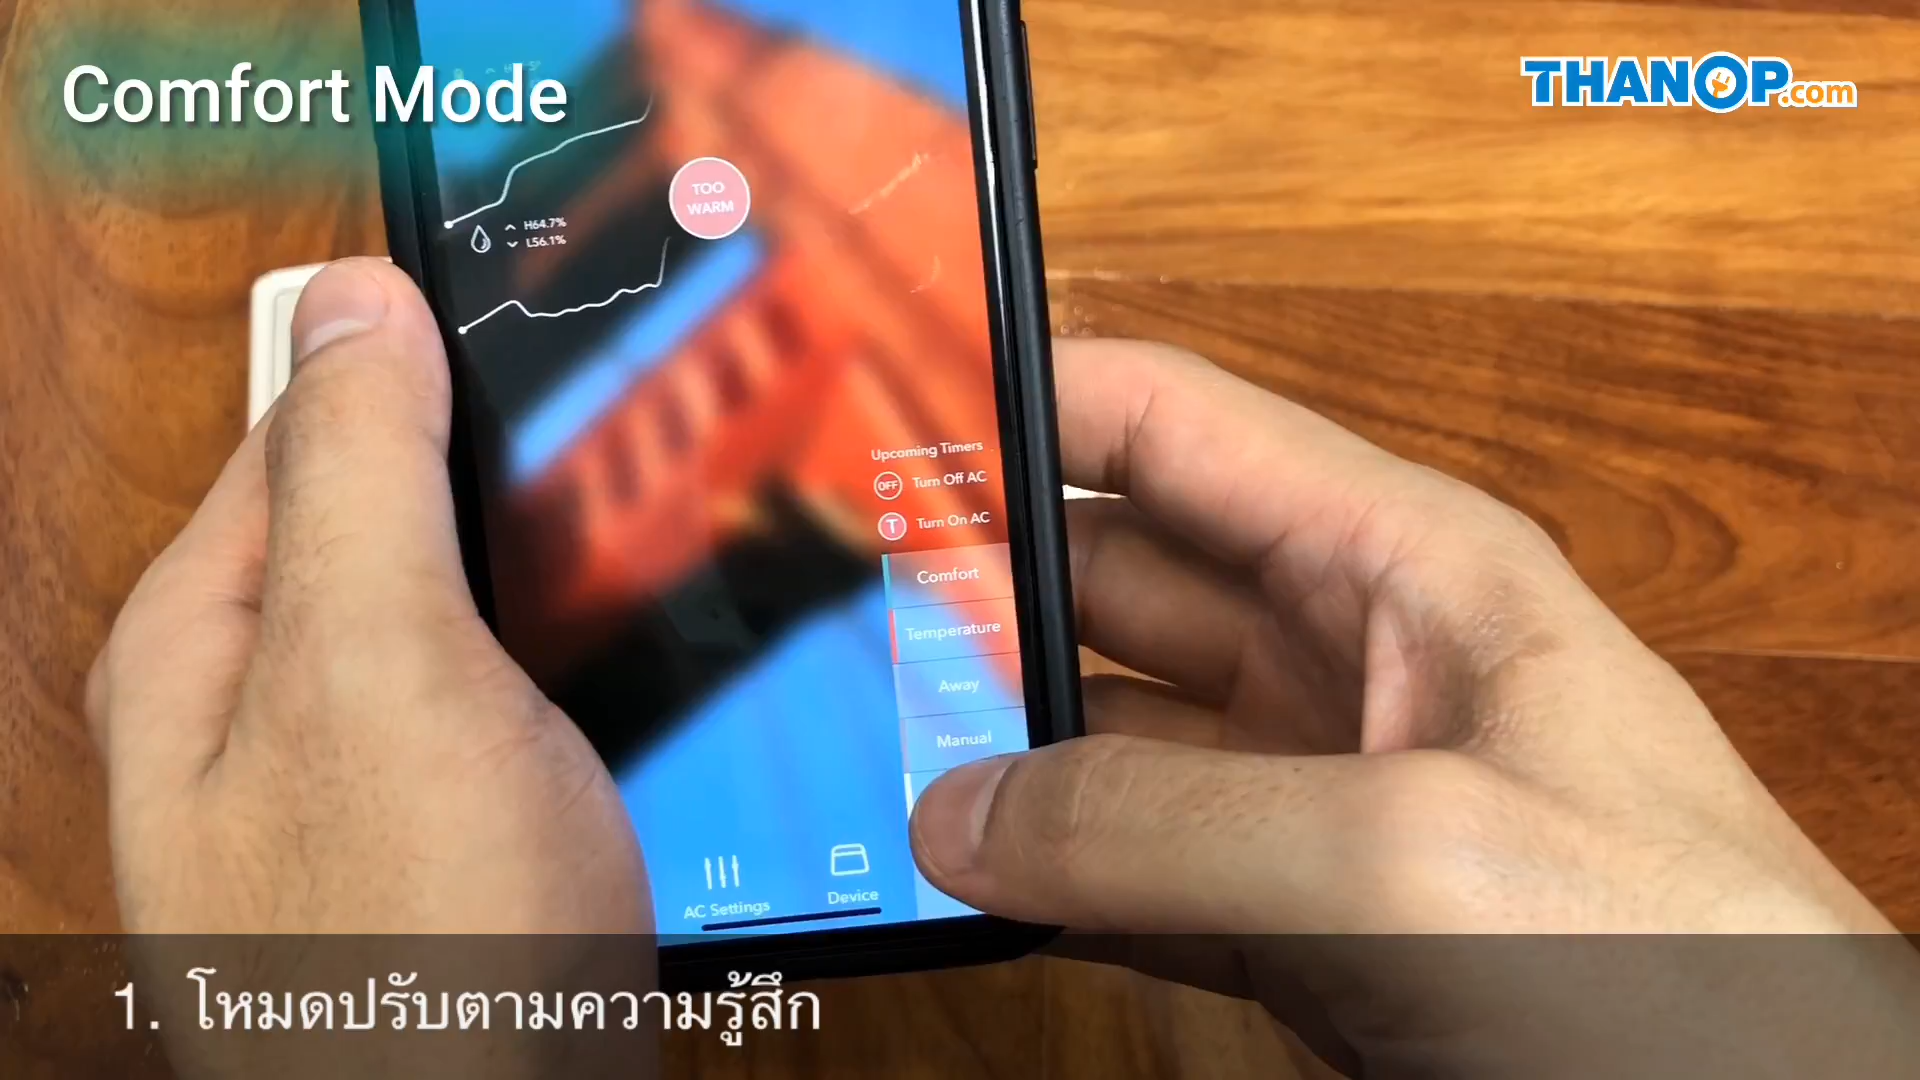 Comfort Mode
THANOP.com
TOO
WARM
H64.7%
L56.1%
Upcoming Timers
OFF Turn Off AC
T Turn On AC
Comfort
Temperature
Away
Manual
AC Settings
Device
1. โหมดปรับตามความรู้สึก